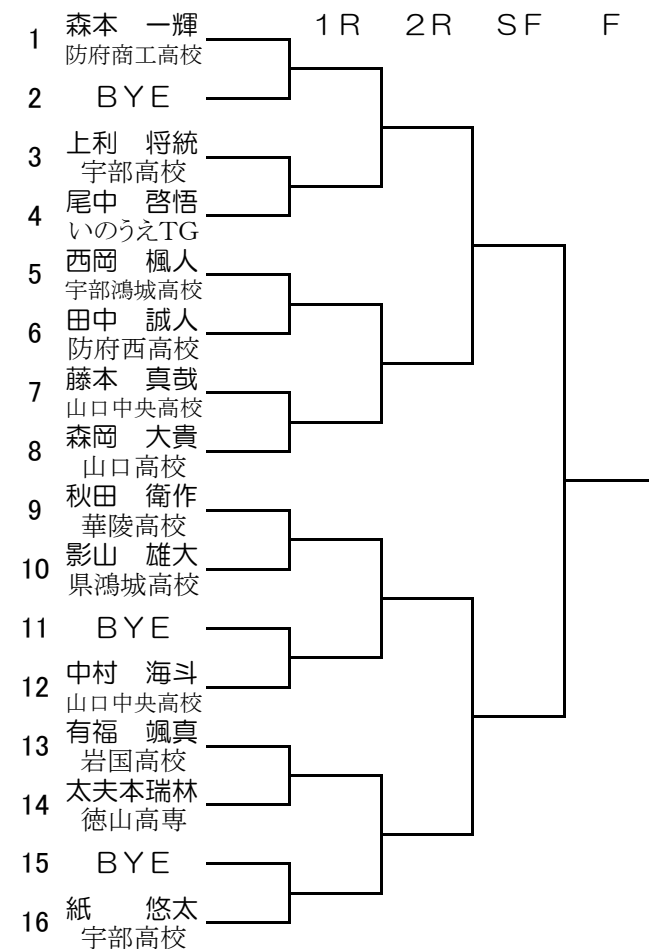 １Ｒ　２Ｒ　ＳＦ　Ｆ
1 森本　一輝
防府商工高校
2 ＢＹＥ
3 上利　将統
宇部高校
4 尾中　啓悟
いのうえTG
5 西岡　楓人
宇部鴻城高校
6 田中　誠人
防府西高校
7 藤本　真哉
山口中央高校
8 森岡　大貴
山口高校
9 秋田　衛作
華陵高校
10 影山　雄大
県鴻城高校
11 ＢＹＥ
12 中村　海斗
山口中央高校
13 有福　颯真
岩国高校
14 太夫本瑞林
徳山高専
15 ＢＹＥ
16 紙　　悠太
宇部高校